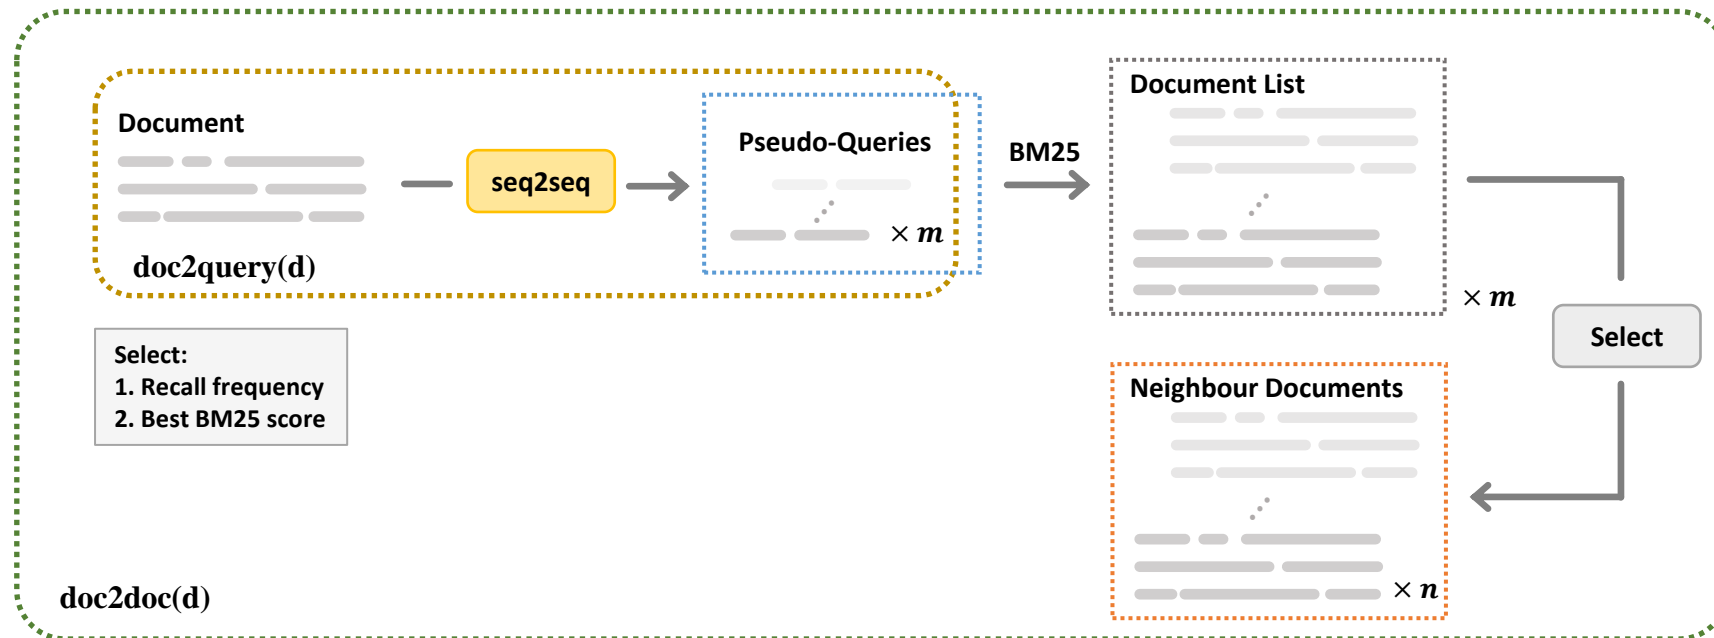 Document
seq2seq
Pseudo-Queries
× m
doc2query(d)
BM25
Document List
× m
Select
Select:
1. Recall frequency
2. Best BM25 score
Neighbour Documents
× n
doc2doc(d)